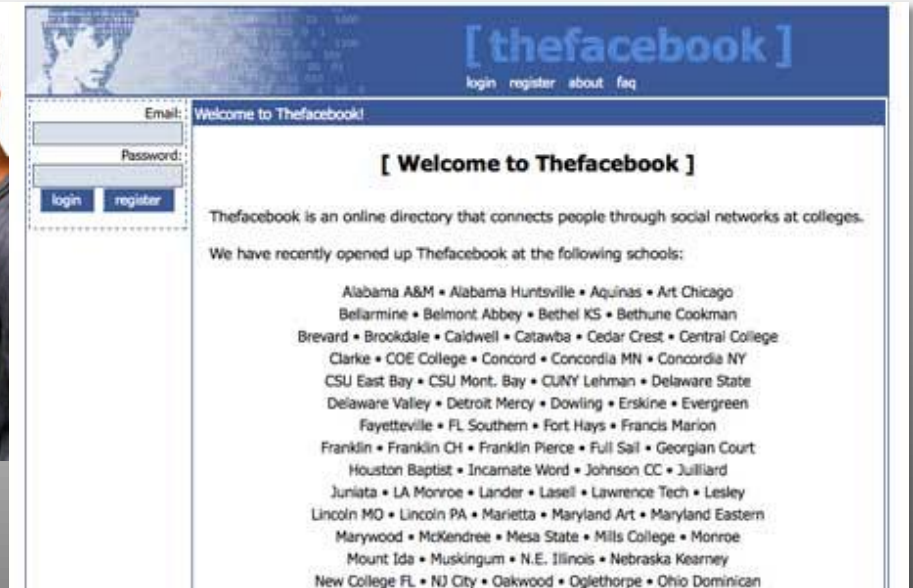 [ thefacebook ]
login register about faq
Email:
Password:
login register
Welcome to Thefacebook!
[ Welcome to Thefacebook ]
Thefacebook is an online directory that connects people through social networks at colleges.
We have recently opened up Thefacebook at the following schools:
Alabama A&M • Alabama Huntsville • Aquinas • Art Chicago
Bellarmine • Belmont Abbey • Bethel KS • Bethune Cookman
Brevard • Brookdale • Caldwell • Catawba • Cedar Crest • Central College
Clarke • COE College • Concord • Concordia MN • Concordia NY
CSU East Bay • CSU Mont. Bay • CUNY Lehman • Delaware State
Delaware Valley • Detroit Mercy • Dowling • Erskine • Evergreen
Fayetteville • FL Southern • Fort Hays • Francis Marion
Franklin • Franklin CH • Franklin Pierce • Full Sail • Georgian Court
Houston Baptist • Incarnate Word • Johnson CC • Juilliard
Juniata • LA Monroe • Lander • Lasell • Lawrence Tech • Lesley
Lincoln MO • Lincoln PA • Marietta • Maryland Art • Maryland Eastern
Marywood • McKendree • Mesa State • Mills College • Monroe
Mount Ida • Muskingum • N.E. Illinois • Nebraska Kearney
New College FL • NJ City • Oakwood • Oglethorpe • Ohio Dominican